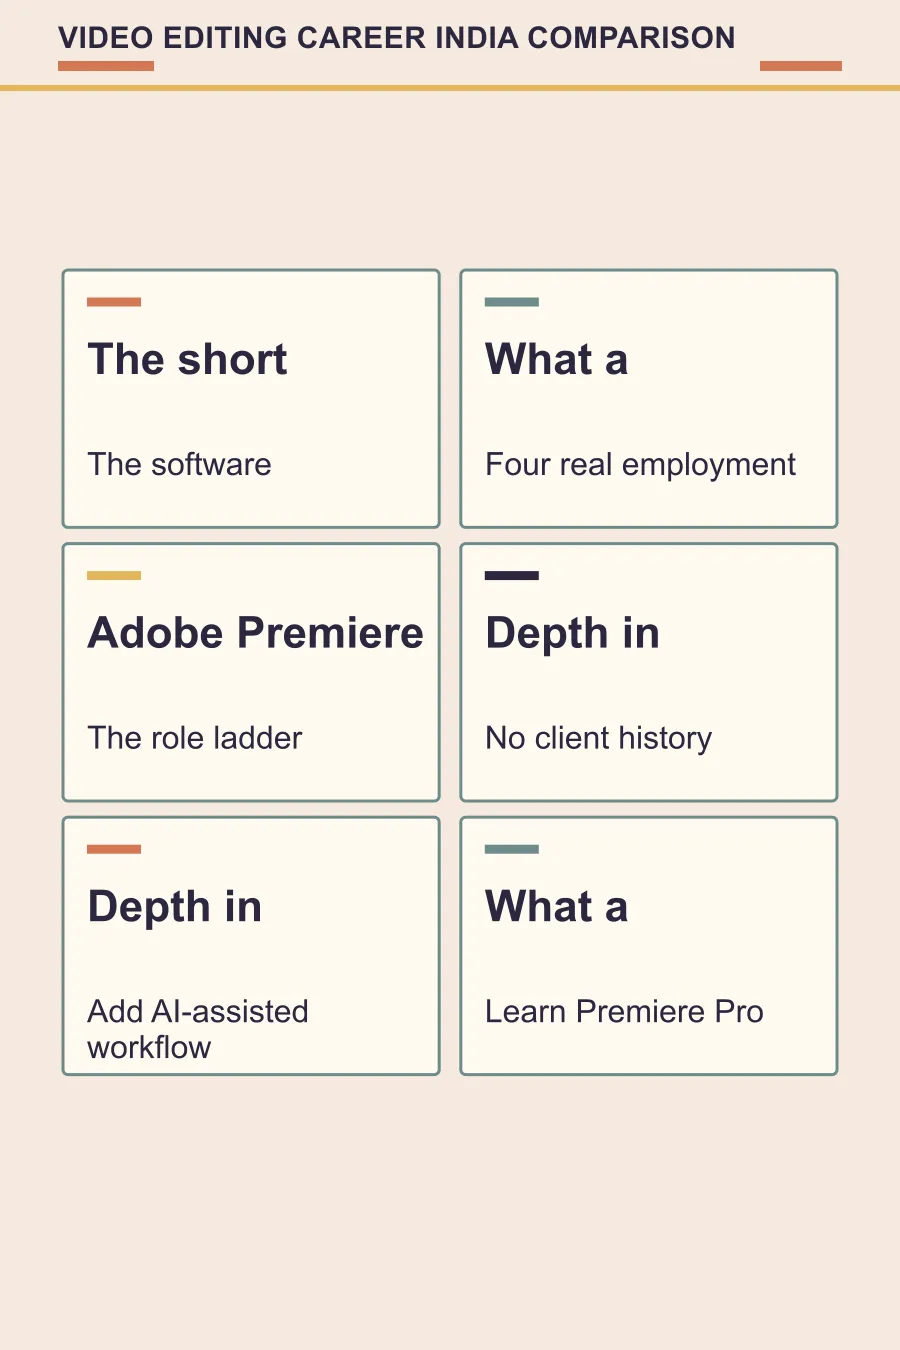 VIDEO EDITING CAREER INDIA COMPARISON
The short
The software
What a
Four real employment
Adobe Premiere
The role ladder
Depth in
No client history
Depth in
Add AI-assisted
workflow
What a
Learn Premiere Pro